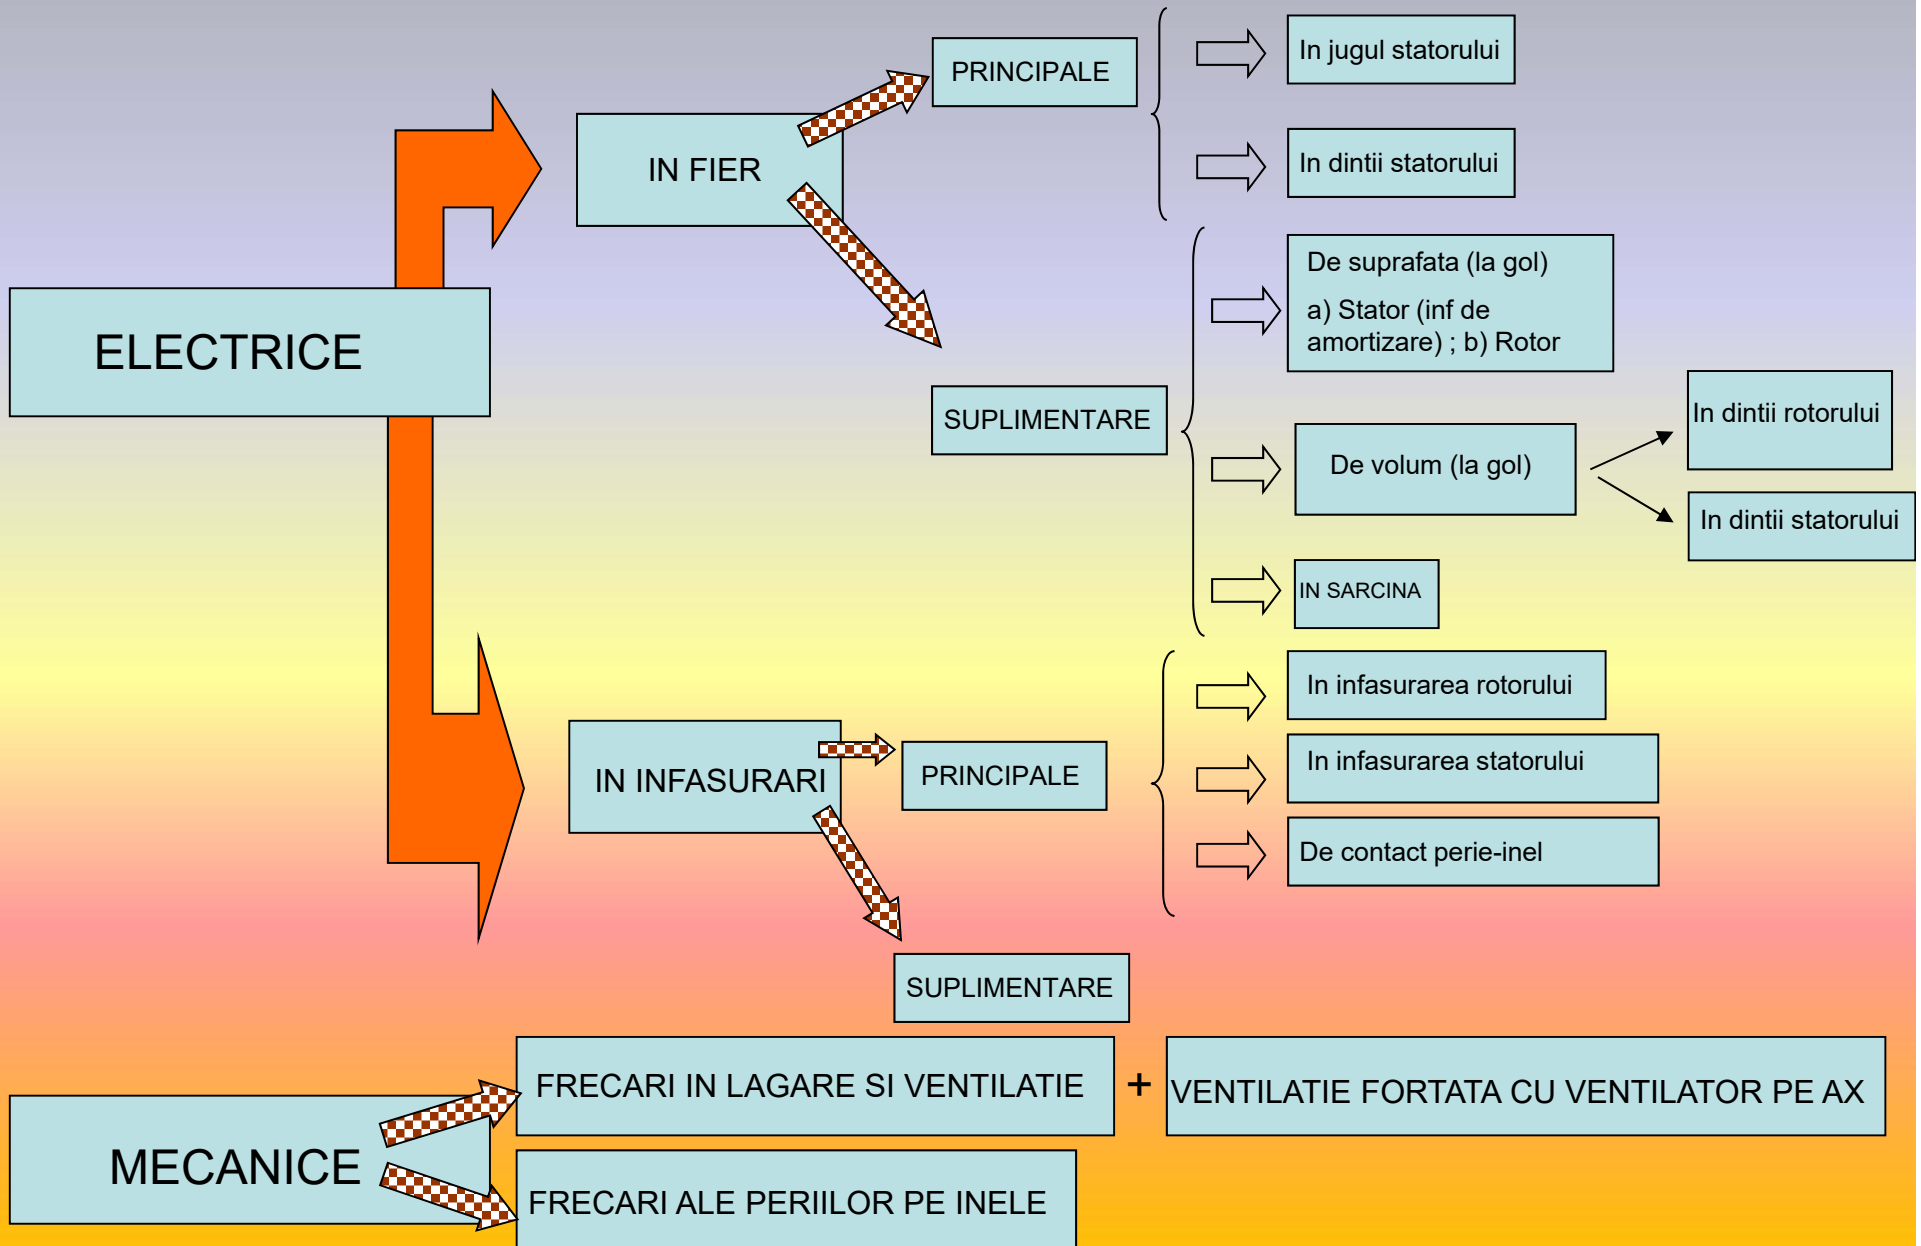 ELECTRICE
IN FIER
PRINCIPALE
In jugul statorului
In dintii statorului
SUPLIMENTARE
De suprafata (la gol)
a) Stator (inf de
amortizare) ; b) Rotor
De volum (la gol)
In dintii rotorului
In dintii statorului
IN SARCINA
IN INFASURARI
PRINCIPALE
In infasurarea rotorului
In infasurarea statorului
De contact perie-inel
SUPLIMENTARE
MECANICE
FRECARI IN LAGARE SI VENTILATIE
+
VENTILATIE FORTATA CU VENTILATOR PE AX
FRECARI ALE PERIILOR PE INELE